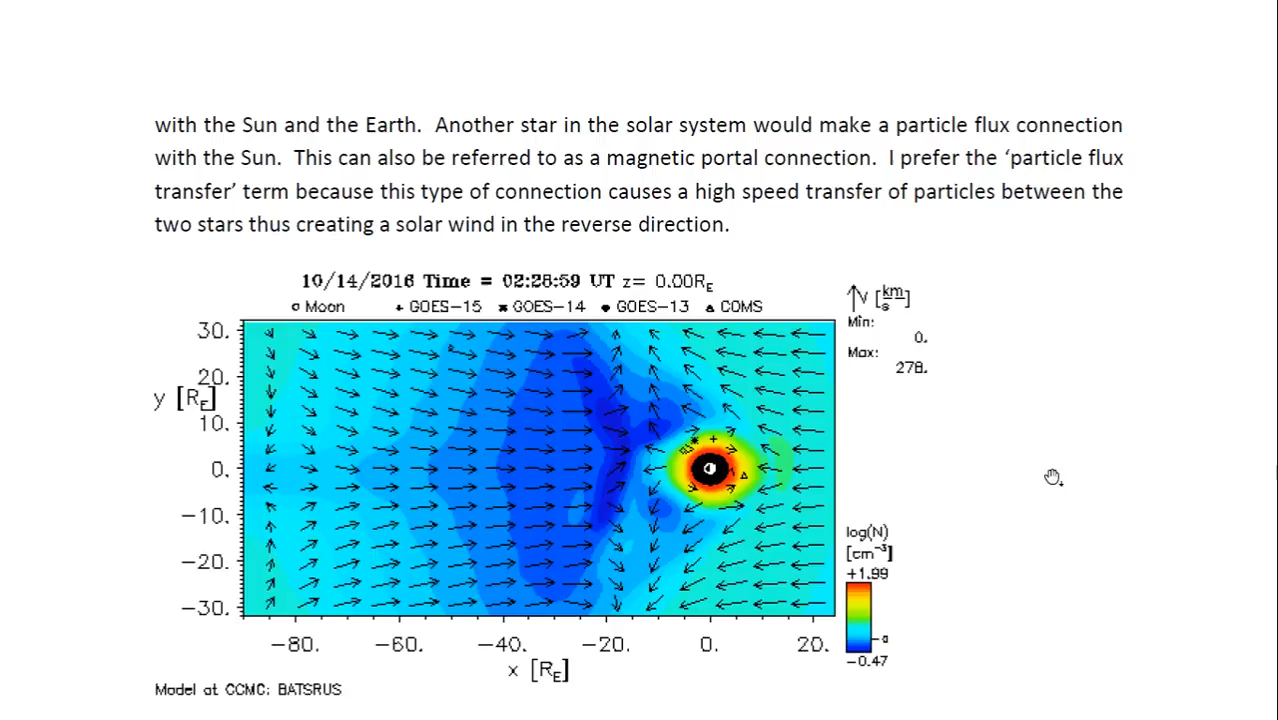 with the Sun and the Earth.  Another star in the solar system would make a particle flux connection
with the Sun.  This can also be referred to as a magnetic portal connection.  I prefer the ‘particle flux
transfer’ term because this type of connection causes a high speed transfer of particles between the
two stars thus creating a solar wind in the reverse direction.
10/14/2016 Time = 02:28:59 UT z= 0.00RE
Moon GOES-15 GOES-14 GOES-13 COMS
V [km/s]
Min:
0.
Max:
278.
30.
20.
y [RE]
10.
0.
-10.
-20.
-30.
log(N)
[cm-3]
+1.99
0
-0.47
-80. -60. -40. -20. 0. 20.
x [RE]
Model at CCMC: BATSRUS